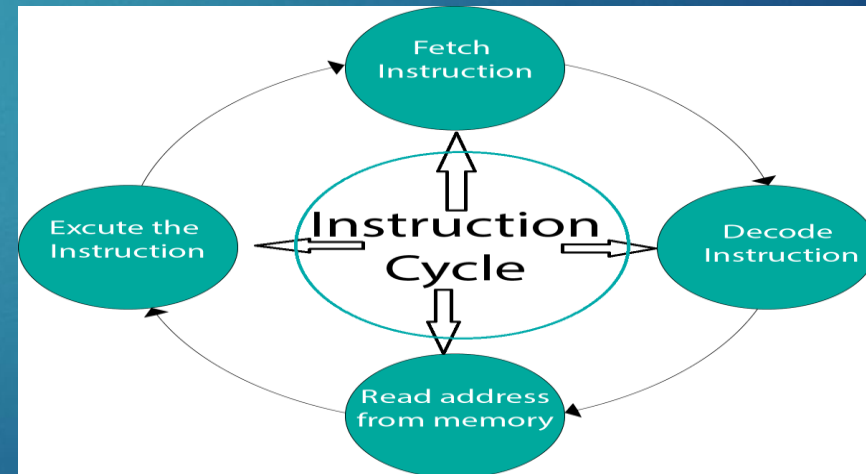 Fetch
Instruction
Excute the
Instruction
Instruction
Cycle
Decode
Instruction
Read address
from memory